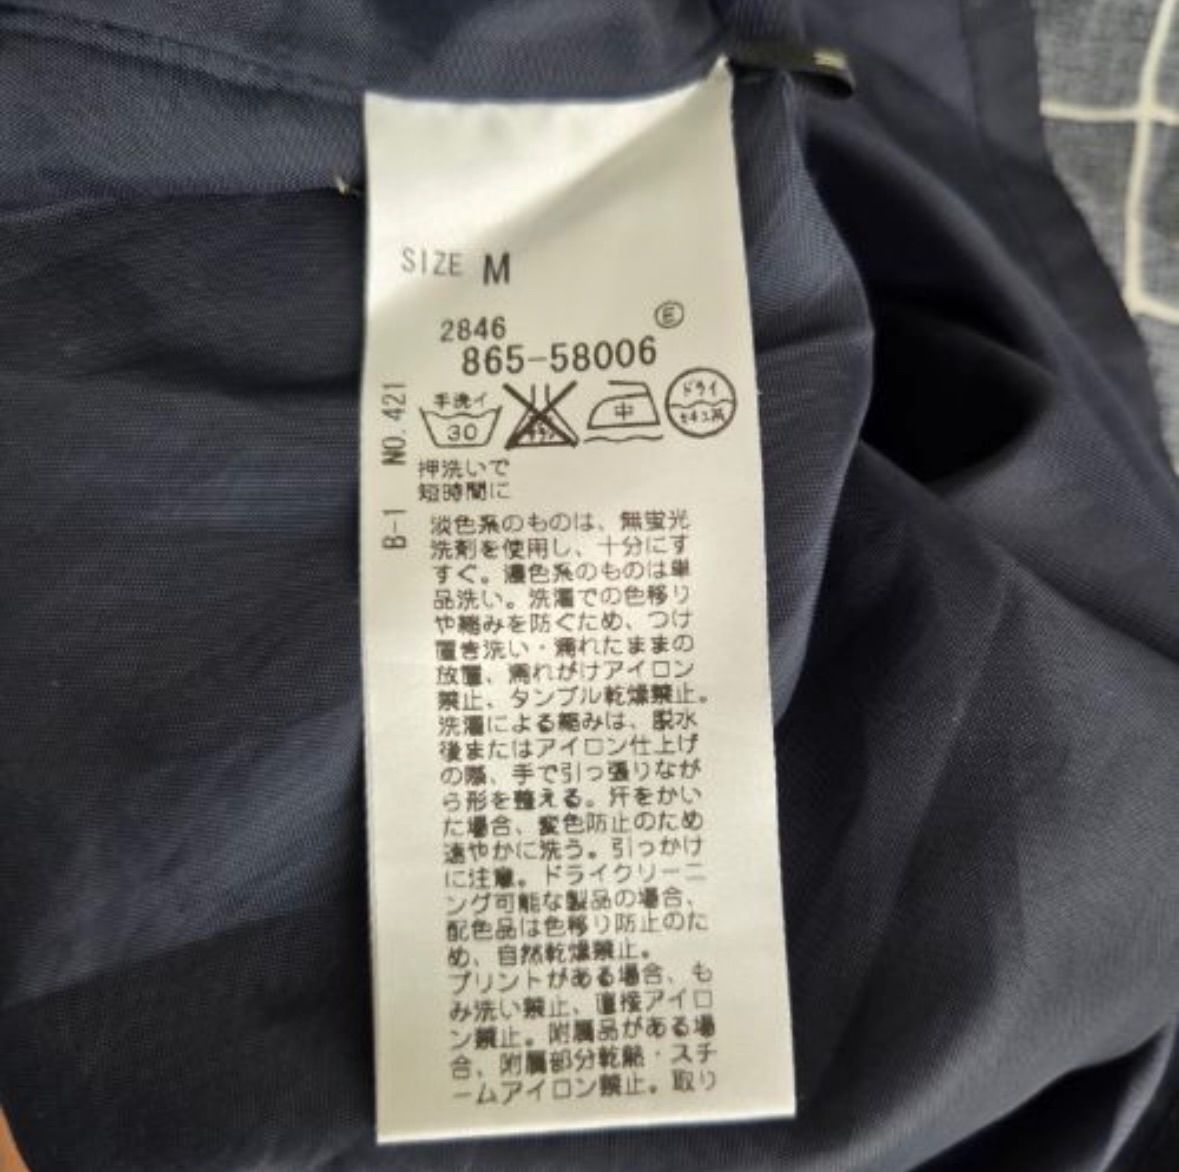 SIZE M
2846 Ⓔ
865-58006
B-1 NO.421
手洗イ 30
中
ドライ セキユ系
押洗いで
短時間に
淡色系のものは、無蛍光
洗剤を使用し、十分にす
すぐ。濃色系のものは単
品洗い。洗濯での色移り
や縮みを防ぐため、つけ
置き洗い・濡れたままの
放置、濡れがけアイロン
禁止、タンブル乾燥禁止。
洗濯による縮みは、脱水
後またはアイロン仕上げ
の際、手で引っ張りなが
ら形を整える。汗をかい
た場合、変色防止のため
速やかに洗う。引っかけ
に注意。ドライクリーニ
ング可能な製品の場合、
配色品は色移り防止のた
め、自然乾燥禁止。
プリントがある場合、も
み洗い禁止、直接アイロ
ン禁止。附属品がある場
合、附属部分乾熱・スチ
ームアイロン禁止。取り